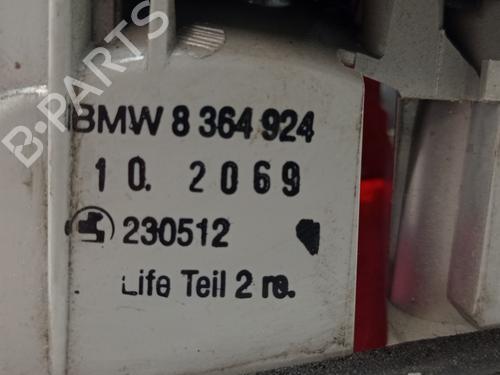 B-PARTS
BMW 8 364 924
10. 2069
230512
Life Teil 2 re.